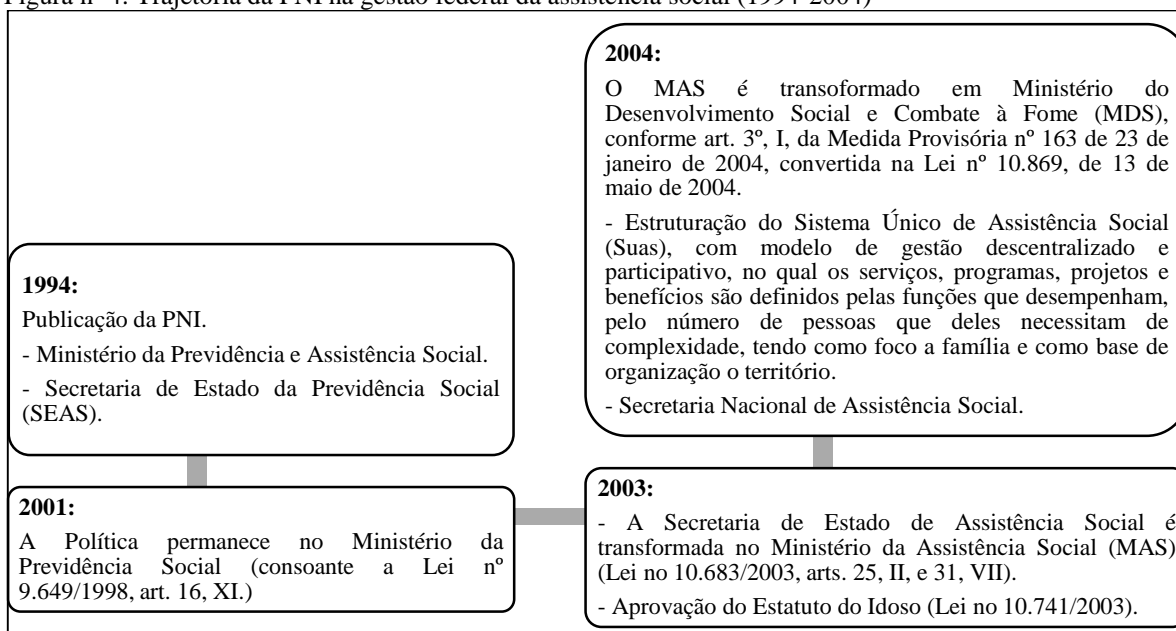 Figura nº 4: Trajetória da PNI na gestão federal da assistência social (1994-2004)
1994:
Publicação da PNI.
- Ministério da Previdência e Assistência Social.
- Secretaria de Estado da Previdência Social
(SEAS).
2001:
A Política permanece no Ministério da
Previdência Social (consoante a Lei nº
9.649/1998, art. 16, XI.)
2003:
- A Secretaria de Estado de Assistência Social é
transformada no Ministério da Assistência Social (MAS)
(Lei no 10.683/2003, arts. 25, II, e 31, VII).
- Aprovação do Estatuto do Idoso (Lei no 10.741/2003).
2004:
O MAS é transoformado em Ministério do
Desenvolvimento Social e Combate à Fome (MDS),
conforme art. 3º, I, da Medida Provisória nº 163 de 23 de
janeiro de 2004, convertida na Lei nº 10.869, de 13 de
maio de 2004.
- Estruturação do Sistema Único de Assistência Social
(Suas), com modelo de gestão descentralizado e
participativo, no qual os serviços, programas, projetos e
benefícios são definidos pelas funções que desempenham,
pelo número de pessoas que deles necessitam de
complexidade, tendo como foco a família e como base de
organização o território.
- Secretaria Nacional de Assistência Social.